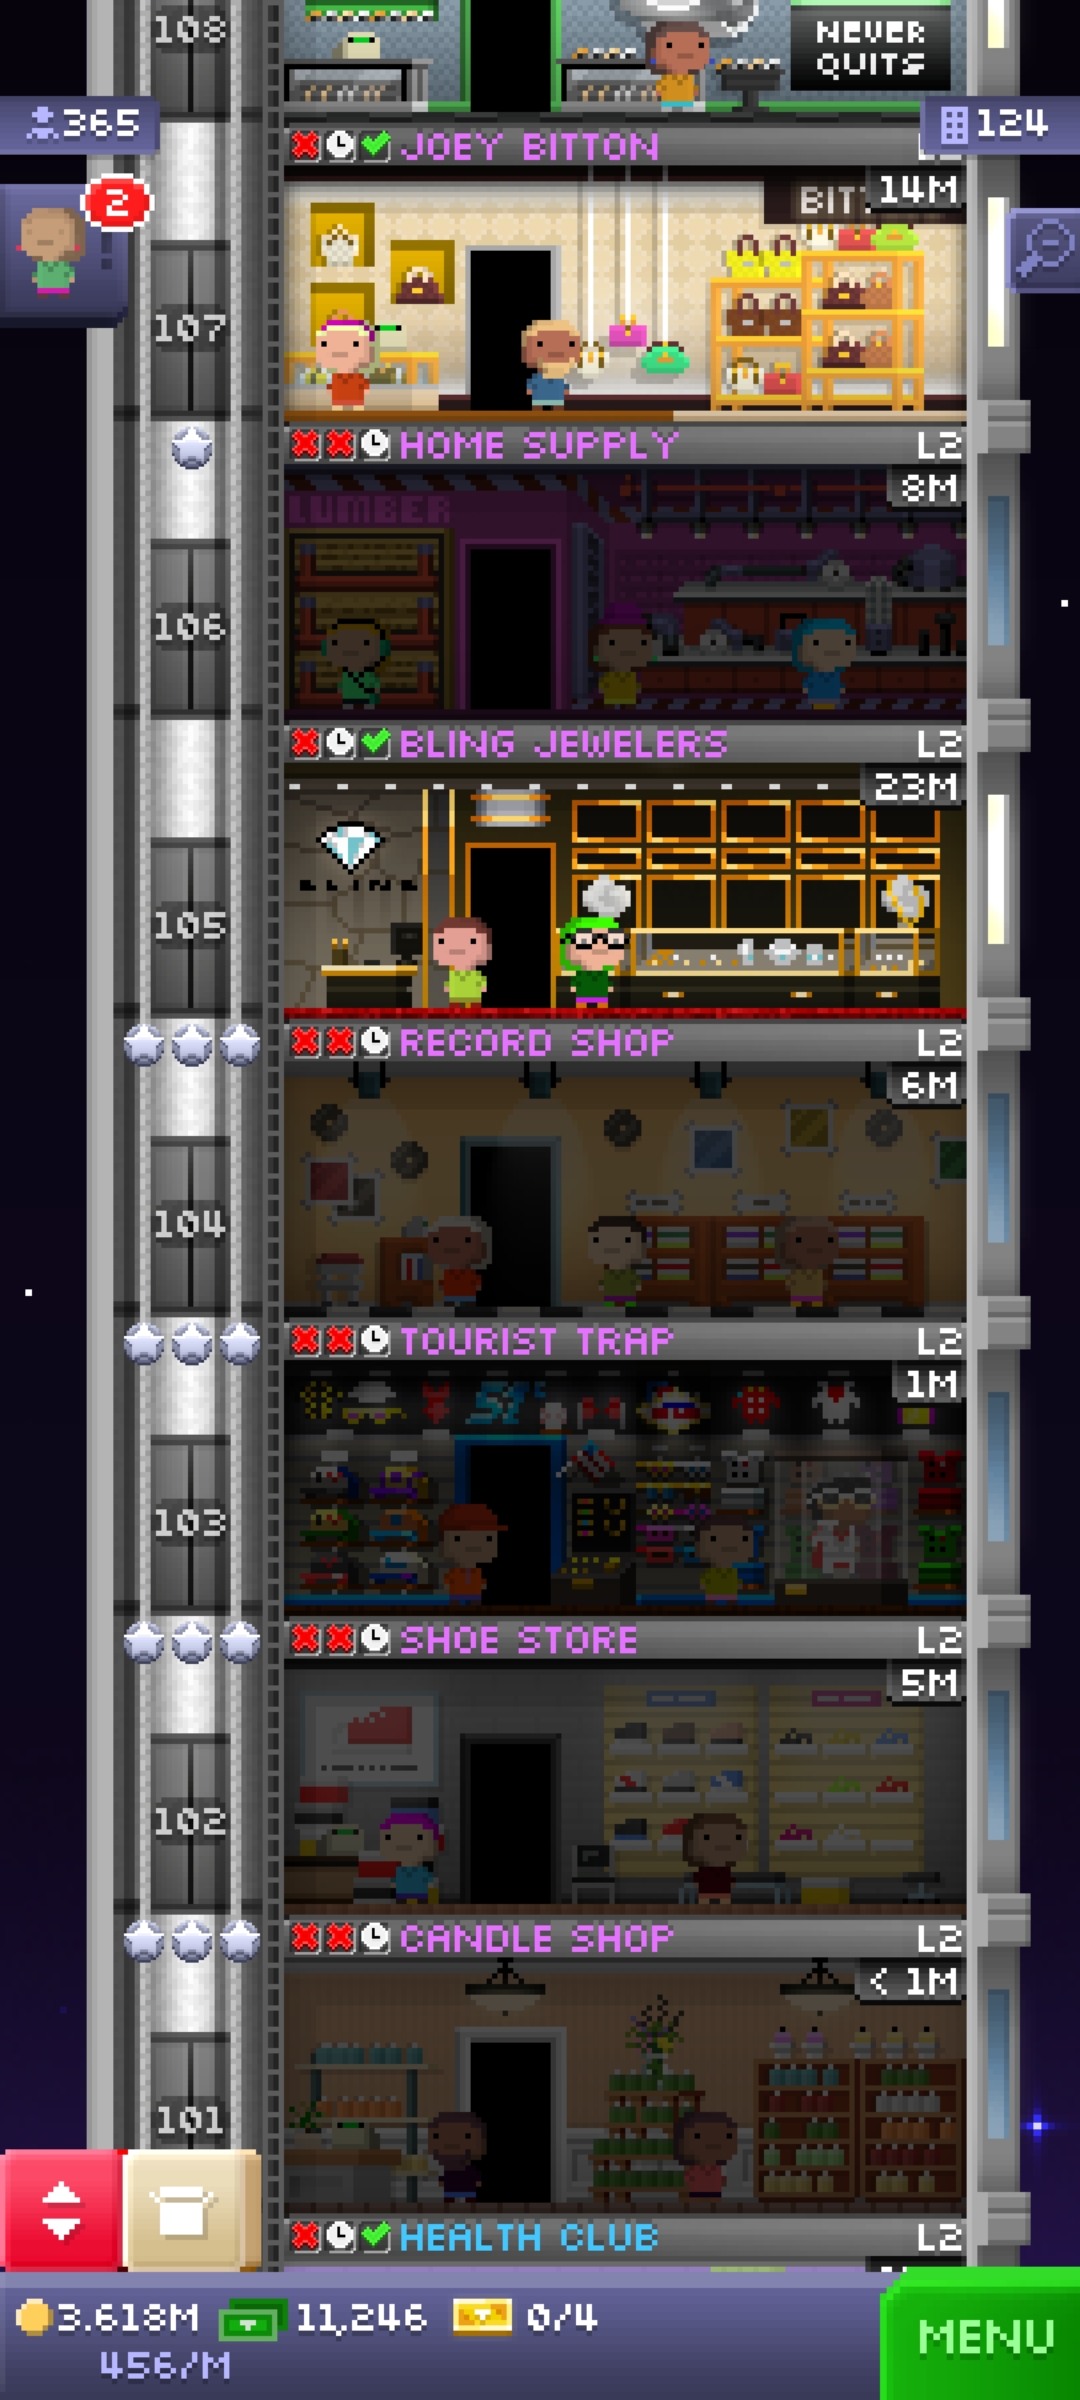 108
NEVER
QUITS
365
124
JOEY BITTON
14M
2
107
HOME SUPPLY L2
8M
LUMBER
106
BLING JEWELERS L2
23M
BLING
105
RECORD SHOP L2
6M
104
TOURIST TRAP L2
1M
103
SHOE STORE L2
5M
102
CANDLE SHOP L2
< 1M
101
HEALTH CLUB L2
3.618M 11,246 0/4
456/M
MENU